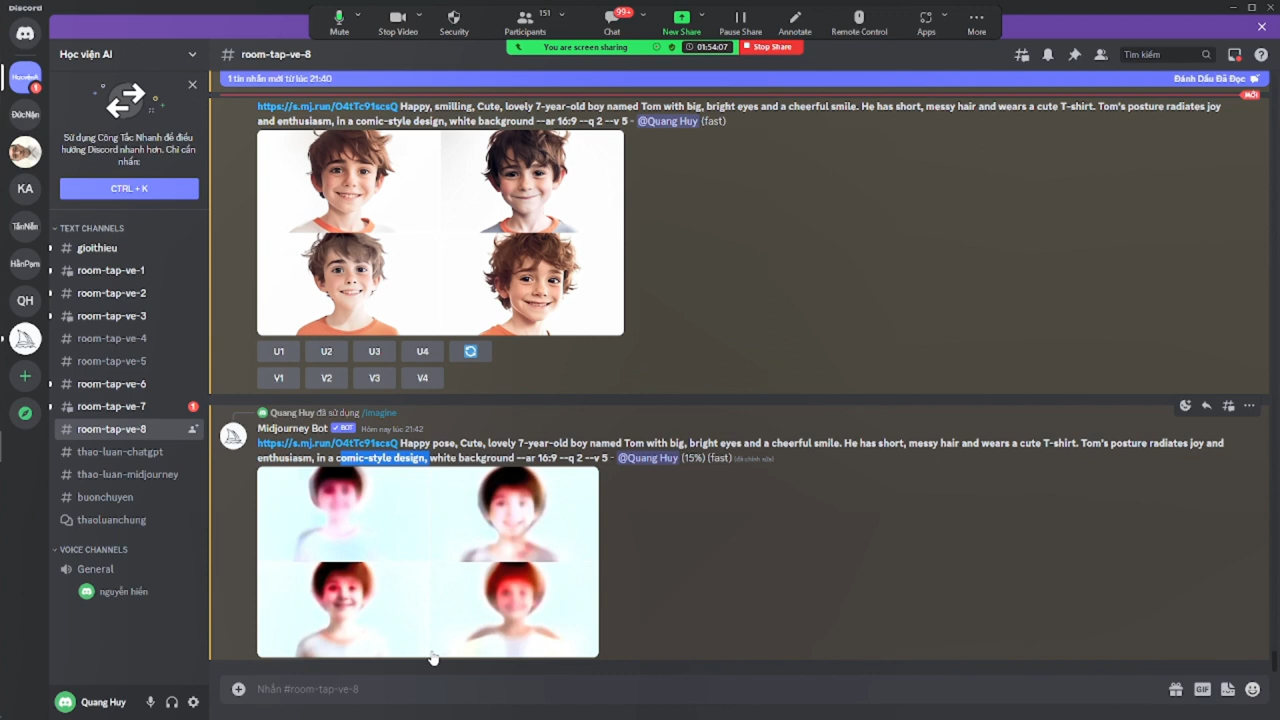 Discord
Mute
Stop Video
Security
151
Participants
99+
Chat
New Share
Pause Share
Annotate
Remote Control
Apps
More
You are screen sharing
01:54:07
Stop Share
Học viện AI
# room-tap-ve-8
Tìm kiếm
1 tin nhắn mới từ lúc 21:40
Đánh Dấu Đã Đọc
MỚI
1
ĐứcNân
KA
QH
Sử dụng Công Tắc Nhanh để điều
hướng Discord nhanh hơn. Chỉ cần
nhấn:
CTRL + K
TEXT CHANNELS
# gioithieu
# room-tap-ve-1
# room-tap-ve-2
# room-tap-ve-3
# room-tap-ve-4
# room-tap-ve-5
# room-tap-ve-6
# room-tap-ve-7
1
# room-tap-ve-8
# thao-luan-chatgpt
# thao-luan-midjourney
# buonchuyen
thaoluanchung
VOICE CHANNELS
General
nguyễn hiền
Quang Huy
https://s.mj.run/O4tTc91scsQ Happy, smilling, Cute, lovely 7-year-old boy named Tom with big, bright eyes and a cheerful smile. He has short, messy hair and wears a cute T-shirt. Tom's posture radiates joy
and enthusiasm, in a comic-style design, white background --ar 16:9 --q 2 --v 5 - @Quang Huy (fast)
U1 U2 U3 U4
V1 V2 V3 V4
Quang Huy đã sử dụng /imagine
Midjourney Bot ✓ BOT Hôm nay lúc 21:42
https://s.mj.run/O4tTc91scsQ Happy pose, Cute, lovely 7-year-old boy named Tom with big, bright eyes and a cheerful smile. He has short, messy hair and wears a cute T-shirt. Tom's posture radiates joy and
enthusiasm, in a comic-style design, white background --ar 16:9 --q 2 --v 5 - @Quang Huy (15%) (fast) (đã chỉnh sửa)
Nhắn #room-tap-ve-8
GIF